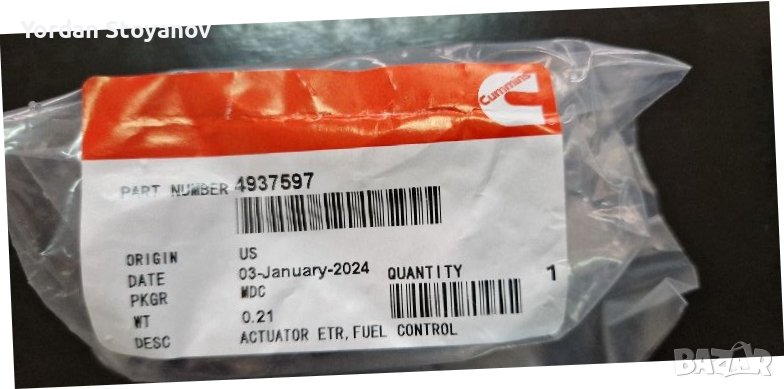 Yordan Stoyanov
Cummins
PART NUMBER 4937597
ORIGIN US
DATE 03-January-2024 QUANTITY 1
PKGR MDC
WT 0.21
DESC ACTUATOR ETR, FUEL CONTROL
BAZAR